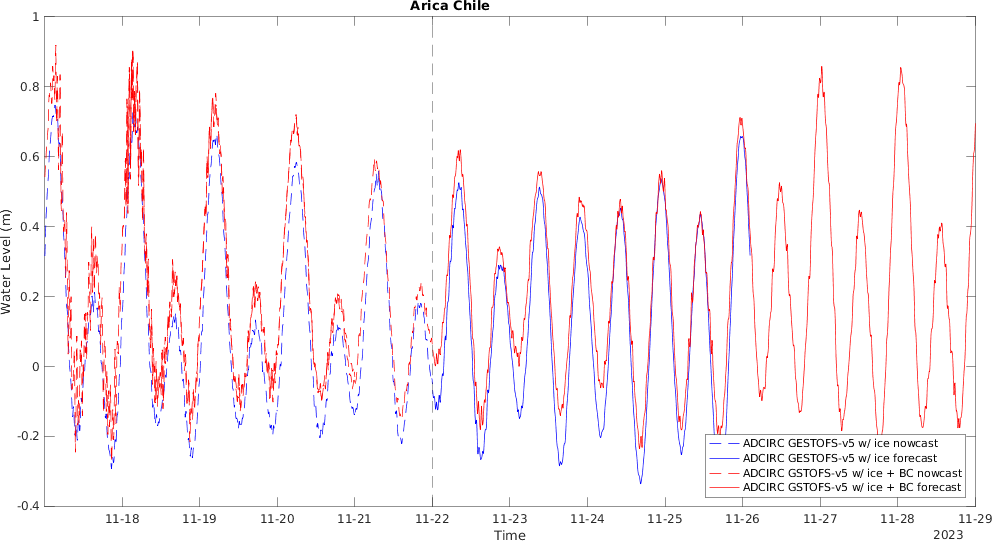 Arica Chile
Water Level (m)
1
0.8
0.6
0.4
0.2
0
-0.2
-0.4
11-18 11-19 11-20 11-21 11-22 11-23 11-24 11-25 11-26 11-27 11-28 11-29
Time
2023
ADCIRC GESTOFS-v5 w/ ice nowcast
ADCIRC GESTOFS-v5 w/ ice forecast
ADCIRC GSTOFS-v5 w/ ice + BC nowcast
ADCIRC GSTOFS-v5 w/ ice + BC forecast